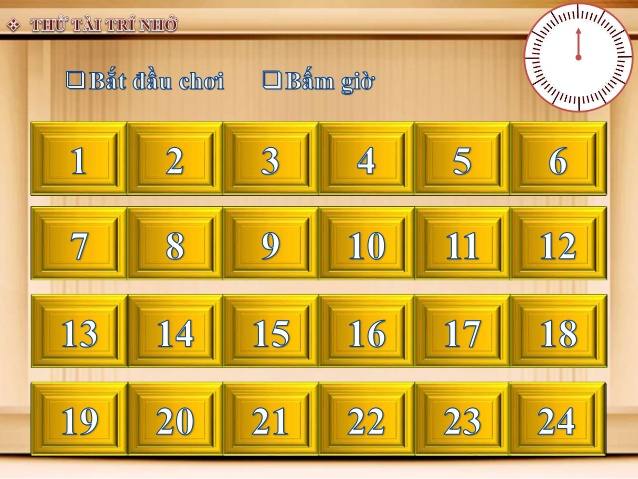 ❖ THỬ TÀI TRÍ NHỚ
❑Bắt đầu chơi ❑Bấm giờ
1 2 3 4 5 6
7 8 9 10 11 12
13 14 15 16 17 18
19 20 21 22 23 24